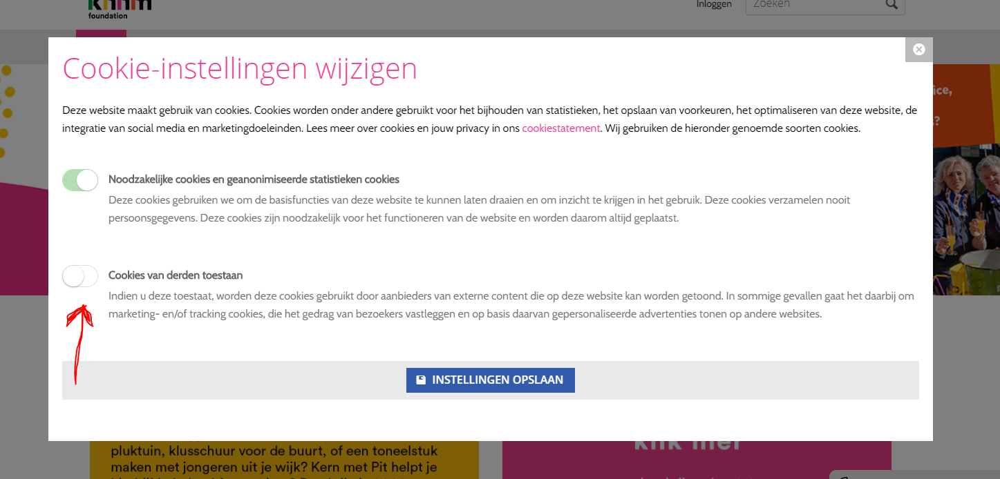 foundation
Inloggen
Zoeken
Cookie-instellingen wijzigen
Deze website maakt gebruik van cookies. Cookies worden onder andere gebruikt voor het bijhouden van statistieken, het opslaan van voorkeuren, het optimaliseren van deze website, de
integratie van social media en marketingdoeleinden. Lees meer over cookies en jouw privacy in ons cookiestatement. Wij gebruiken de hieronder genoemde soorten cookies.
Noodzakelijke cookies en geanonimiseerde statistieken cookies
Deze cookies gebruiken we om de basisfuncties van deze website te kunnen laten draaien en om inzicht te krijgen in het gebruik. Deze cookies verzamelen nooit
persoonsgegevens. Deze cookies zijn noodzakelijk voor het functioneren van de website en worden daarom altijd geplaatst.
Cookies van derden toestaan
Indien u deze toestaat, worden deze cookies gebruikt door aanbieders van externe content die op deze website kan worden getoond. In sommige gevallen gaat het daarbij om
marketing- en/of tracking cookies, die het gedrag van bezoekers vastleggen en op basis daarvan gepersonaliseerde advertenties tonen op andere websites.
INSTELLINGEN OPSLAAN
klik hier
pluktuin, klusschuur voor de buurt, of een toneelstuk
maken met jongeren uit je wijk? Kern met Pit helpt je